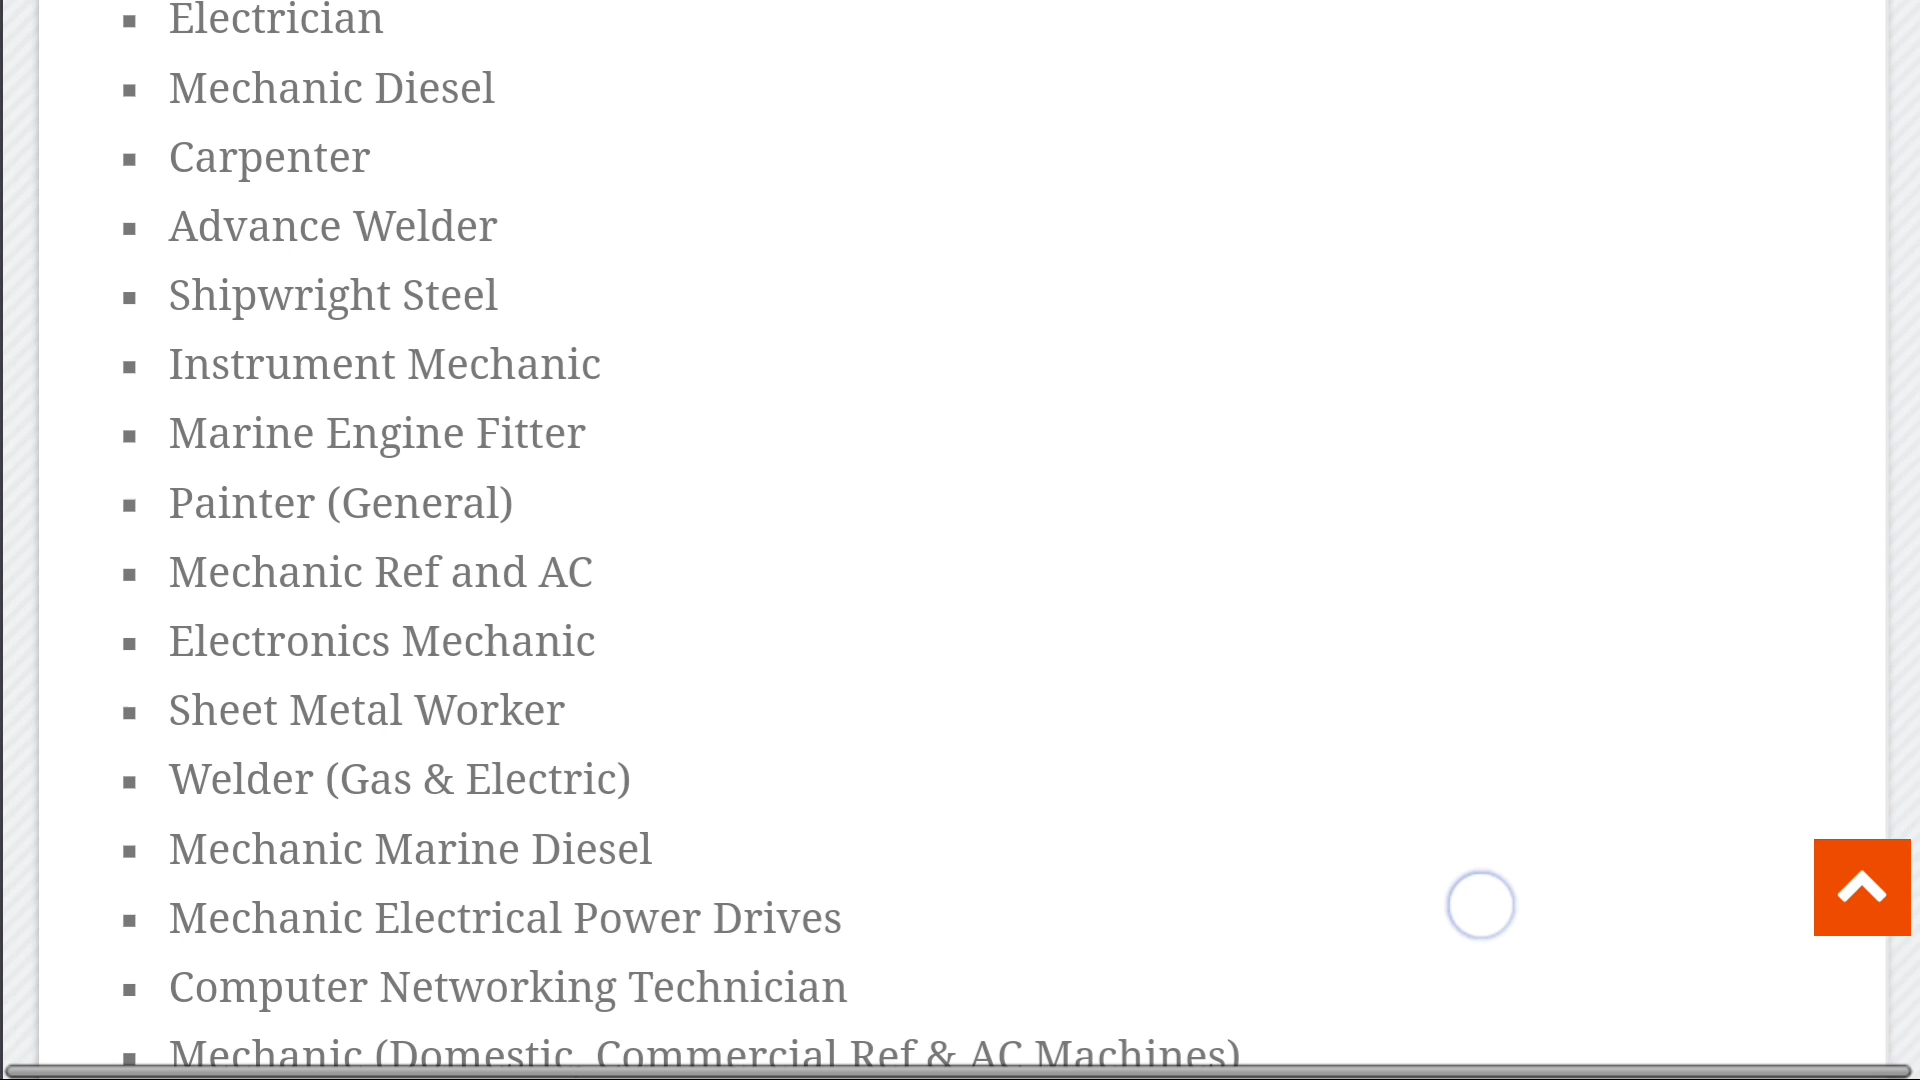 ▪ Electrician
▪ Mechanic Diesel
▪ Carpenter
▪ Advance Welder
▪ Shipwright Steel
▪ Instrument Mechanic
▪ Marine Engine Fitter
▪ Painter (General)
▪ Mechanic Ref and AC
▪ Electronics Mechanic
▪ Sheet Metal Worker
▪ Welder (Gas & Electric)
▪ Mechanic Marine Diesel
▪ Mechanic Electrical Power Drives
▪ Computer Networking Technician
▪ Mechanic (Domestic, Commercial Ref & AC Machines)